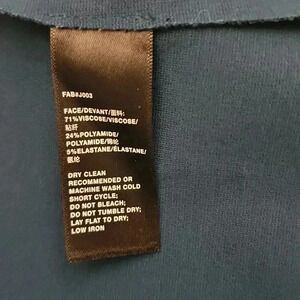 FAB#J003
FACE/DEVANT/面料:
71%VISCOSE/VISCOSE/
粘纤
24%POLYAMIDE/
POLYAMIDE/锦纶
5%ELASTANE/ÉLASTANE/
氨纶
DRY CLEAN
RECOMMENDED OR
MACHINE WASH COLD
SHORT CYCLE;
DO NOT BLEACH;
DO NOT TUMBLE DRY;
LAY FLAT TO DRY;
LOW IRON